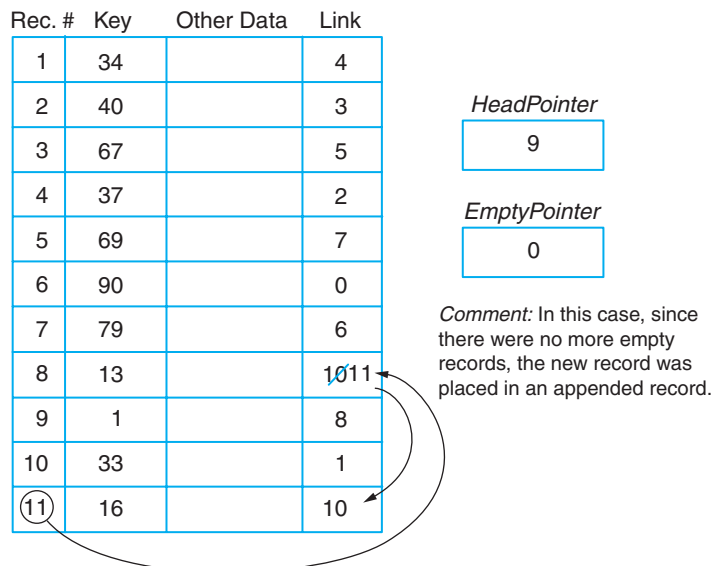 Rec. # Key Other Data Link
1 34 4
2 40 3
3 67 5
4 37 2
5 69 7
6 90 0
7 79 6
8 13 1011
9 1 8
10 33 1
11 16 10
HeadPointer
9
EmptyPointer
0
Comment: In this case, since
there were no more empty
records, the new record was
placed in an appended record.